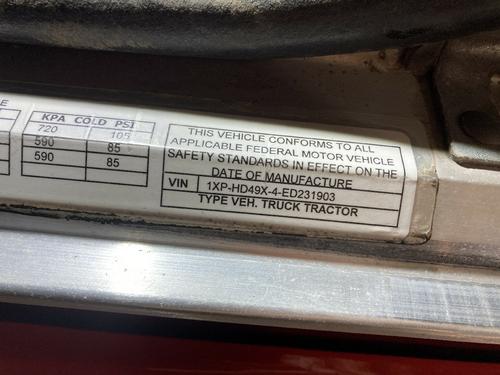 E
KPA COLD PSI
720 105
590 85
590 85
THIS VEHICLE CONFORMS TO ALL
APPLICABLE FEDERAL MOTOR VEHICLE
SAFETY STANDARDS IN EFFECT ON THE
DATE OF MANUFACTURE
VIN 1XP-HD49X-4-ED231903
TYPE VEH. TRUCK TRACTOR